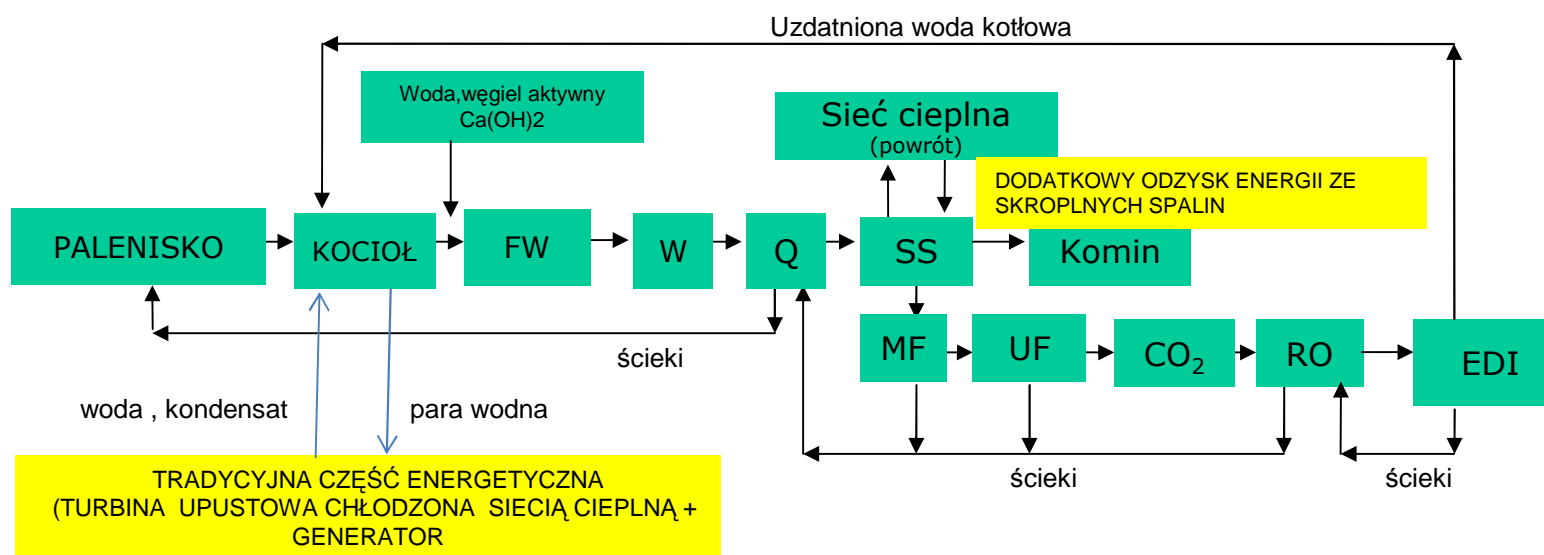 Uzdatniona woda kotłowa
Woda,węgiel aktywny
Ca(OH)2
Sieć cieplna
(powrót)
DODATKOWY ODZYSK ENERGII ZE
SKROPLNYCH SPALIN
PALENISKO
KOCIOŁ
FW
W
Q
SS
Komin
MF
UF
CO₂
RO
EDI
ścieki
woda , kondensat
para wodna
ścieki
ścieki
TRADYCYJNA CZĘŚĆ ENERGETYCZNA
(TURBINA UPUSTOWA CHŁODZONA SIECIĄ CIEPLNĄ +
GENERATOR